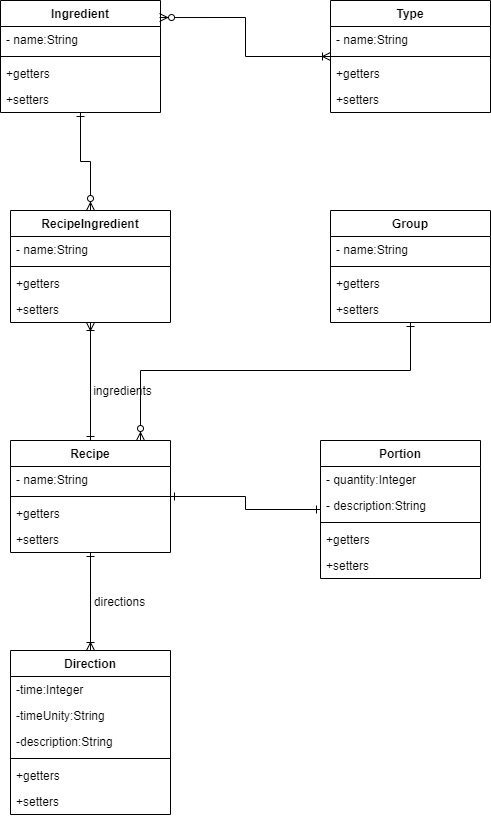 Ingredient
- name:String
+getters
+setters
Type
- name:String
+getters
+setters
RecipeIngredient
- name:String
+getters
+setters
Group
- name:String
+getters
+setters
ingredients
Recipe
- name:String
+getters
+setters
Portion
- quantity:Integer
- description:String
+getters
+setters
directions
Direction
-time:Integer
-timeUnity:String
-description:String
+getters
+setters